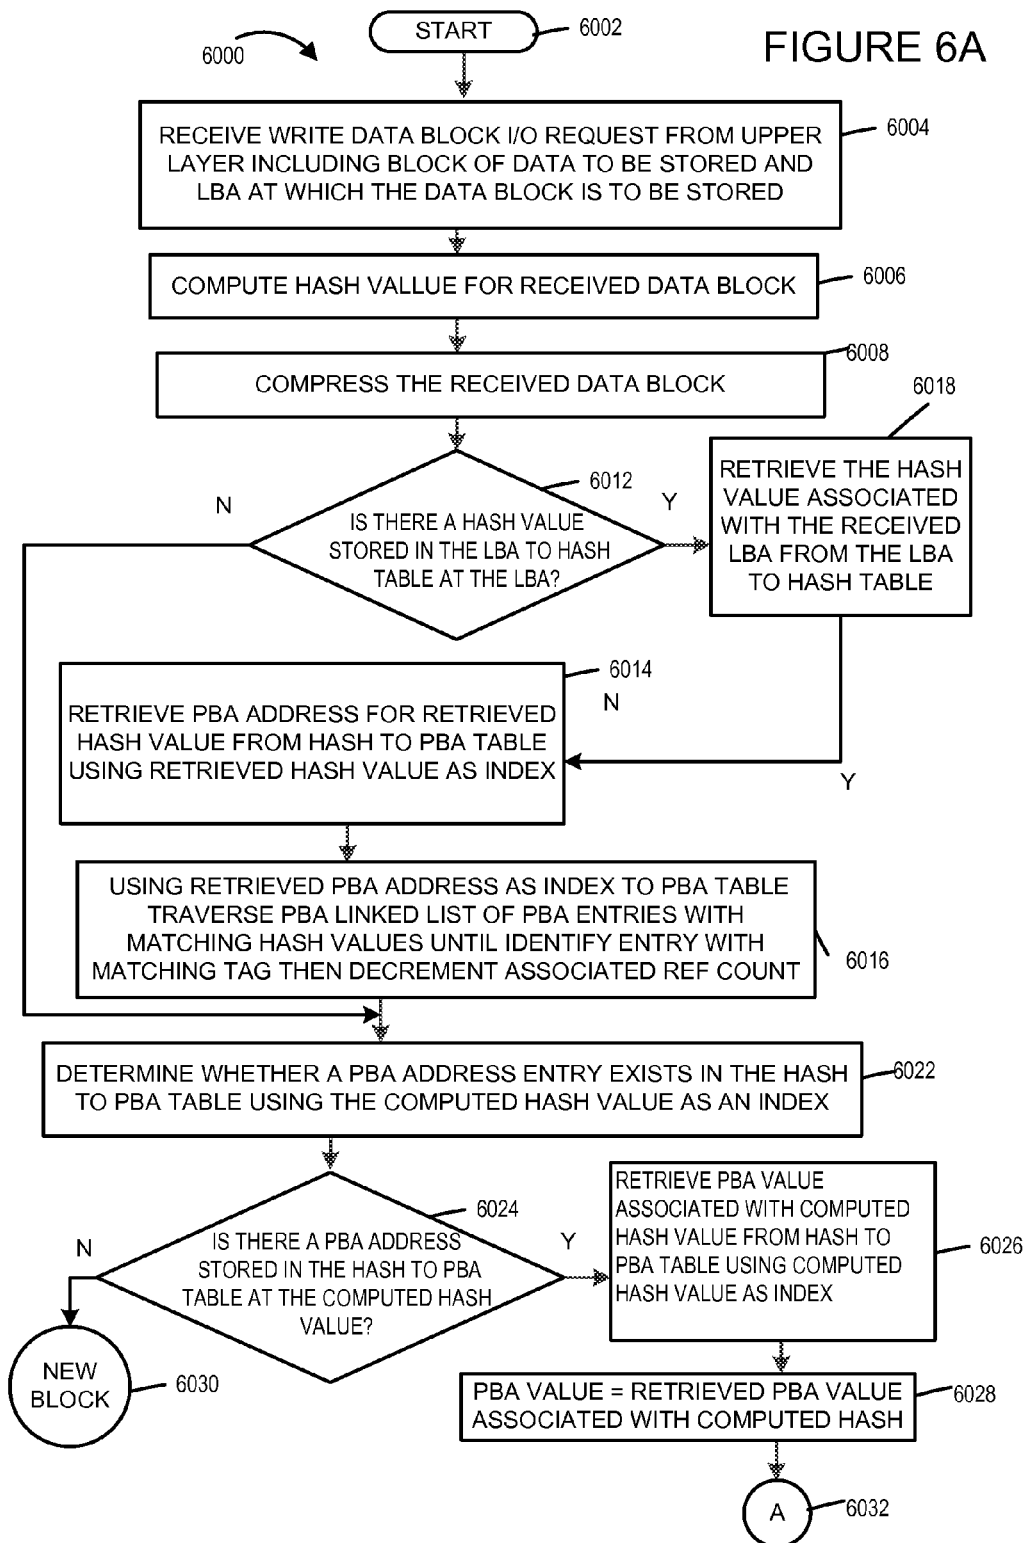 START
6002
FIGURE 6A
6000
RECEIVE WRITE DATA BLOCK I/O REQUEST FROM UPPER
LAYER INCLUDING BLOCK OF DATA TO BE STORED AND
LBA AT WHICH THE DATA BLOCK IS TO BE STORED
6004
COMPUTE HASH VALLUE FOR RECEIVED DATA BLOCK
6006
COMPRESS THE RECEIVED DATA BLOCK
6008
6018
N
6012
Y
IS THERE A HASH VALUE
STORED IN THE LBA TO HASH
TABLE AT THE LBA?
RETRIEVE THE HASH
VALUE ASSOCIATED
WITH THE RECEIVED
LBA FROM THE LBA
TO HASH TABLE
6014
N
RETRIEVE PBA ADDRESS FOR RETRIEVED
HASH VALUE FROM HASH TO PBA TABLE
USING RETRIEVED HASH VALUE AS INDEX
Y
USING RETRIEVED PBA ADDRESS AS INDEX TO PBA TABLE
TRAVERSE PBA LINKED LIST OF PBA ENTRIES WITH
MATCHING HASH VALUES UNTIL IDENTIFY ENTRY WITH
MATCHING TAG THEN DECREMENT ASSOCIATED REF COUNT
6016
DETERMINE WHETHER A PBA ADDRESS ENTRY EXISTS IN THE HASH
TO PBA TABLE USING THE COMPUTED HASH VALUE AS AN INDEX
6022
N
6024
Y
IS THERE A PBA ADDRESS
STORED IN THE HASH TO PBA
TABLE AT THE COMPUTED HASH
VALUE?
RETRIEVE PBA VALUE
ASSOCIATED WITH COMPUTED
HASH VALUE FROM HASH TO
PBA TABLE USING COMPUTED
HASH VALUE AS INDEX
6026
NEW
BLOCK
6030
PBA VALUE = RETRIEVED PBA VALUE
ASSOCIATED WITH COMPUTED HASH
6028
A
6032